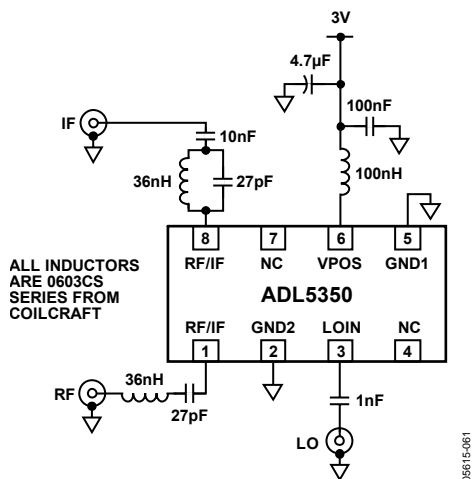 3V
4.7µF
IF
100nF
10nF
36nH
27pF
100nH
8
7
6
5
RF/IF
NC
VPOS
GND1
ALL INDUCTORS
ARE 0603CS
SERIES FROM
COILCRAFT
ADL5350
RF/IF
GND2
LOIN
NC
1
2
3
4
36nH
RF
27pF
1nF
LO
05615-061